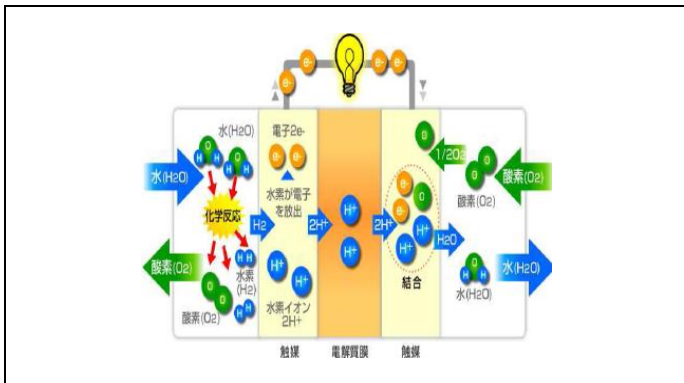 e-
e-
e-
e-
水(H2O)
O
H
H
O
H
H
水(H2O)
化学反応
酸素(O2)
水素
(H2)
H
H
H
H
O
O
酸素(O2)
H2
電子2e-
e-
e-
水素が電子
を放出
H+
H+
水素イオン
2H+
2H+
H+
H+
2H+
e-
e-
O
H+
H+
結合
O
1/2O2
O
O
酸素(O2)
酸素(O2)
H2O
O
H
H
水(H2O)
水(H2O)
触媒
電解質膜
触媒